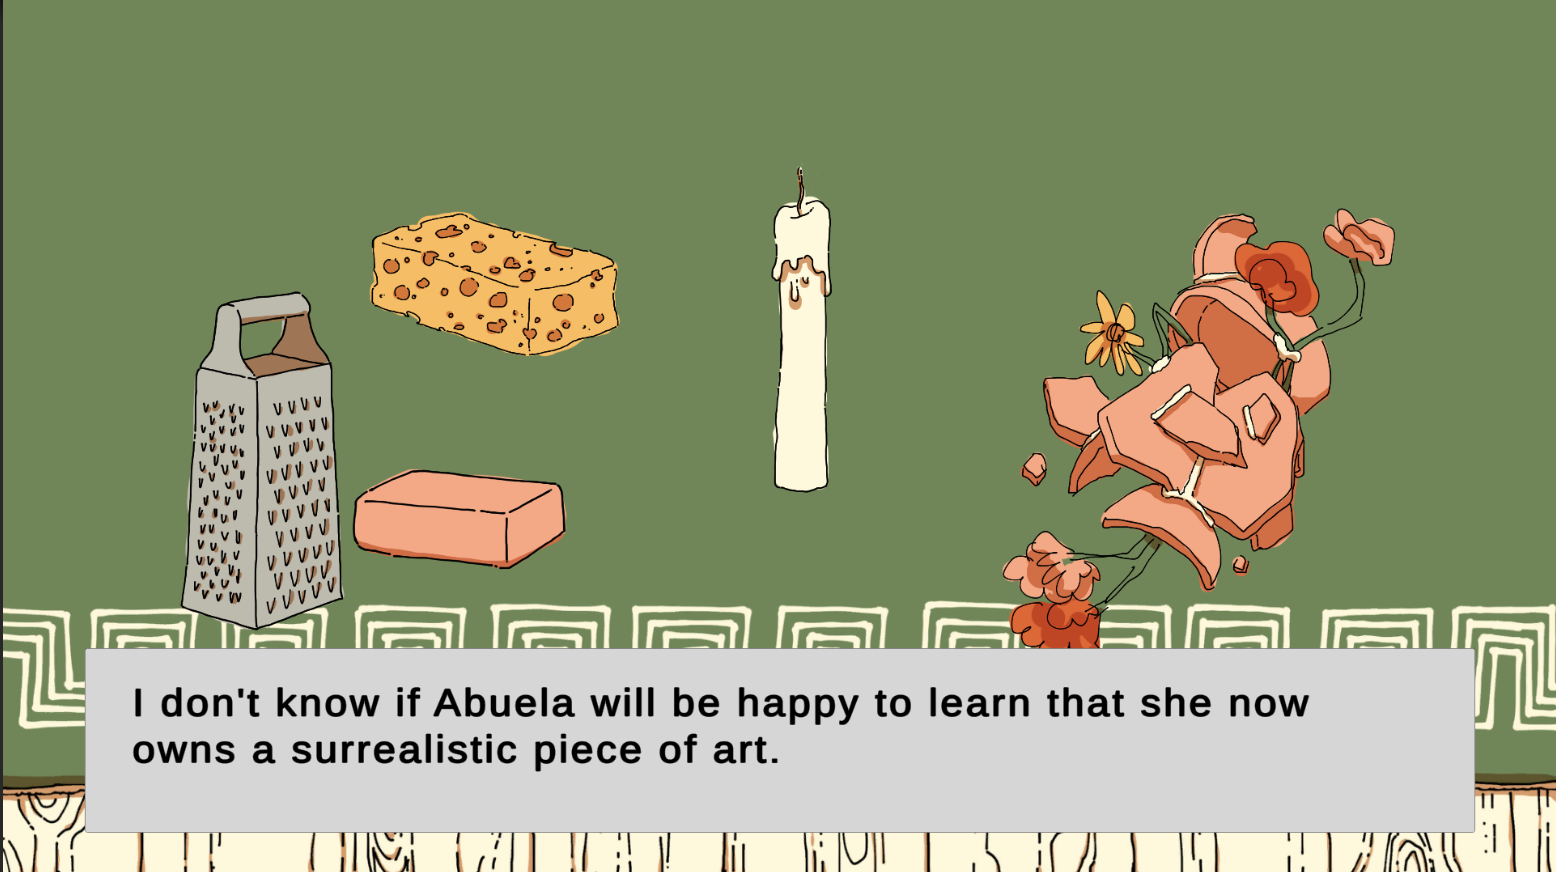 I don't know if Abuela will be happy to learn that she now
owns a surrealistic piece of art.